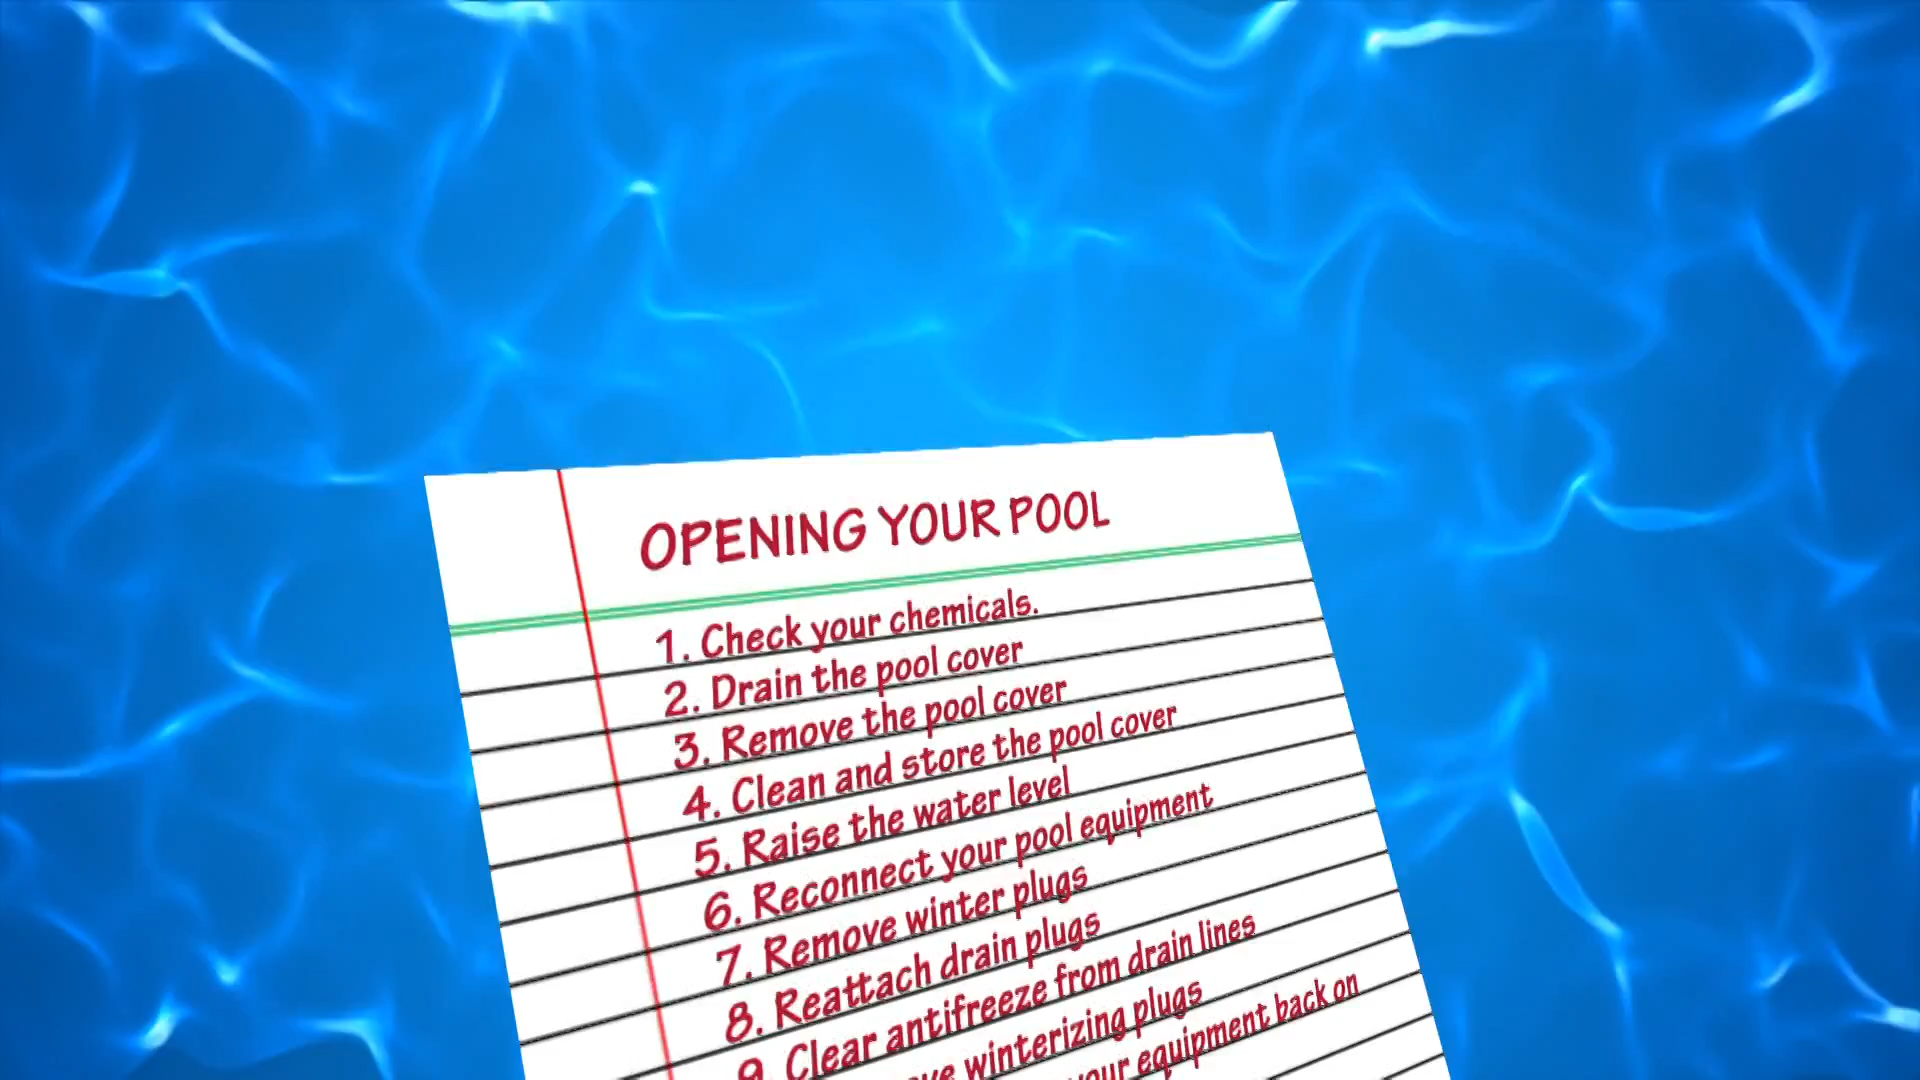 OPENING YOUR POOL
1. Check your chemicals.
2. Drain the pool cover
3. Remove the pool cover
4. Clean and store the pool cover
5. Raise the water level
6. Reconnect your pool equipment
7. Remove winter plugs
8. Reattach drain plugs
9. Clear antifreeze from drain lines
winterizing plugs
your equipment back on